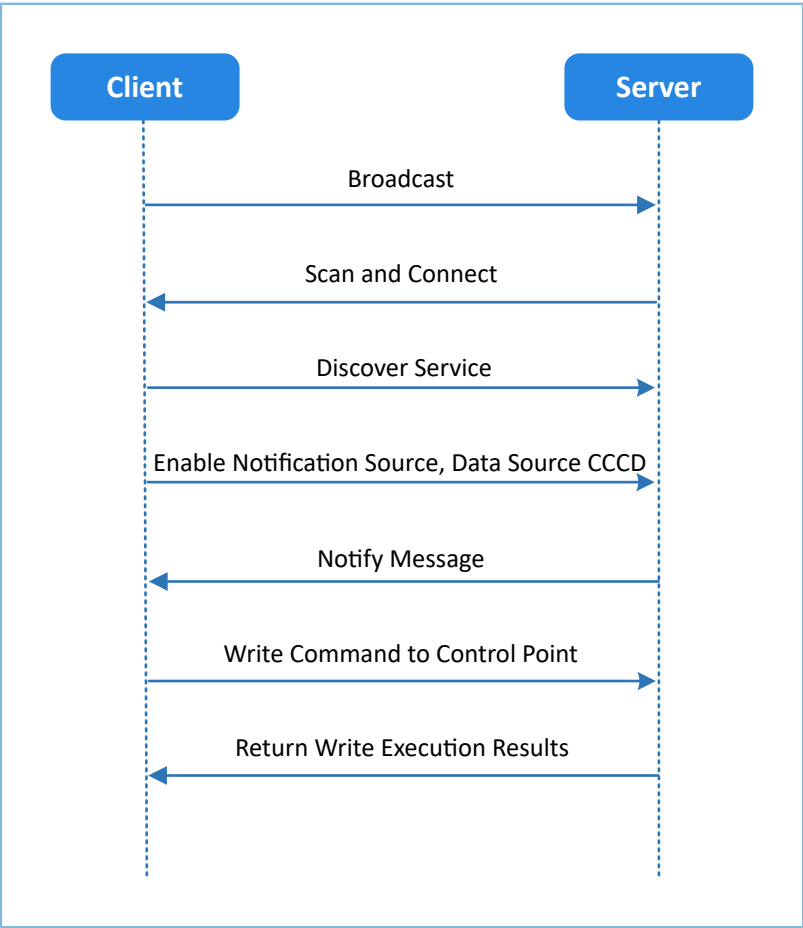 Client
Server
Broadcast
Scan and Connect
Discover Service
Enable Notification Source, Data Source CCCD
Notify Message
Write Command to Control Point
Return Write Execution Results